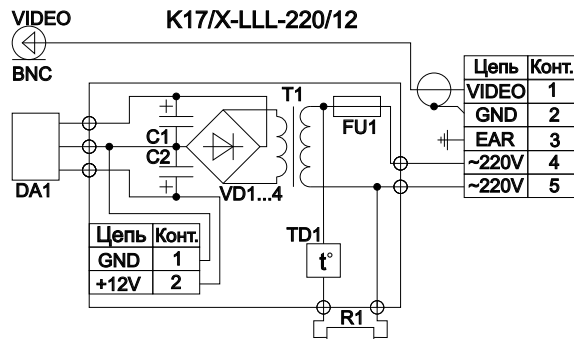 VIDEO
K17/X-LLL-220/12
BNC
Цепь Конт.
VIDEO 1
GND 2
EAR 3
~220V 4
~220V 5
T1
FU1
+
C1
C2
+
DA1
VD1...4
Цепь Конт.
GND 1
+12V 2
TD1
t°
R1